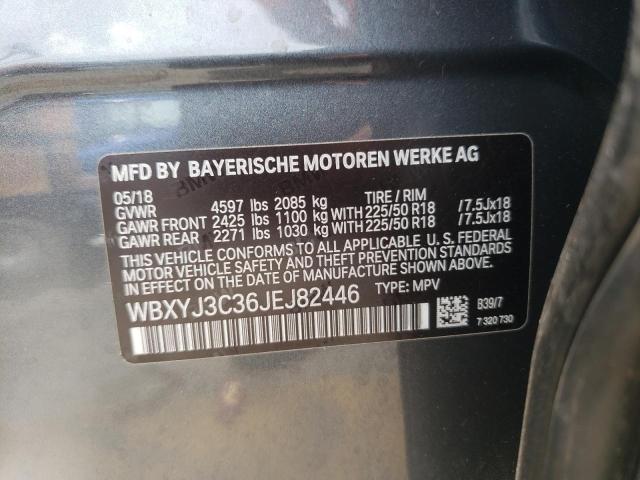 MFD BY BAYERISCHE MOTOREN WERKE AG
05/18 TIRE / RIM
GVWR 4597 lbs 2085 kg
GAWR FRONT 2425 lbs 1100 kg WITH 225/50 R18 /7.5Jx18
GAWR REAR 2271 lbs 1030 kg WITH 225/50 R18 /7.5Jx18
THIS VEHICLE CONFORMS TO ALL APPLICABLE U. S. FEDERAL
MOTOR VEHICLE SAFETY AND THEFT PREVENTION STANDARDS
IN EFFECT ON THE DATE OF MANUFACTURE SHOWN ABOVE.
WBXYJ3C36JEJ82446 TYPE: MPV
B39/7
7 320 730